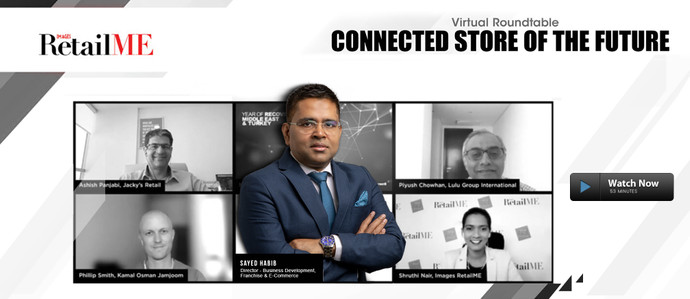 IMAGES
RetailME
Virtual Roundtable
CONNECTED STORE OF THE FUTURE
YEAR OF
MIDDLE EAST
& TURKEY
Ashish Panjabi, Jacky's Retail
Piyush Chowhan, Lulu Group International
Phillip Smith, Kamal Osman Jamjoom
SAYED HABIB
Director - Business Development,
Franchise & E-Commerce
RetailME
Shruthi Nair, Images RetailME
Watch Now
53 MINUTES